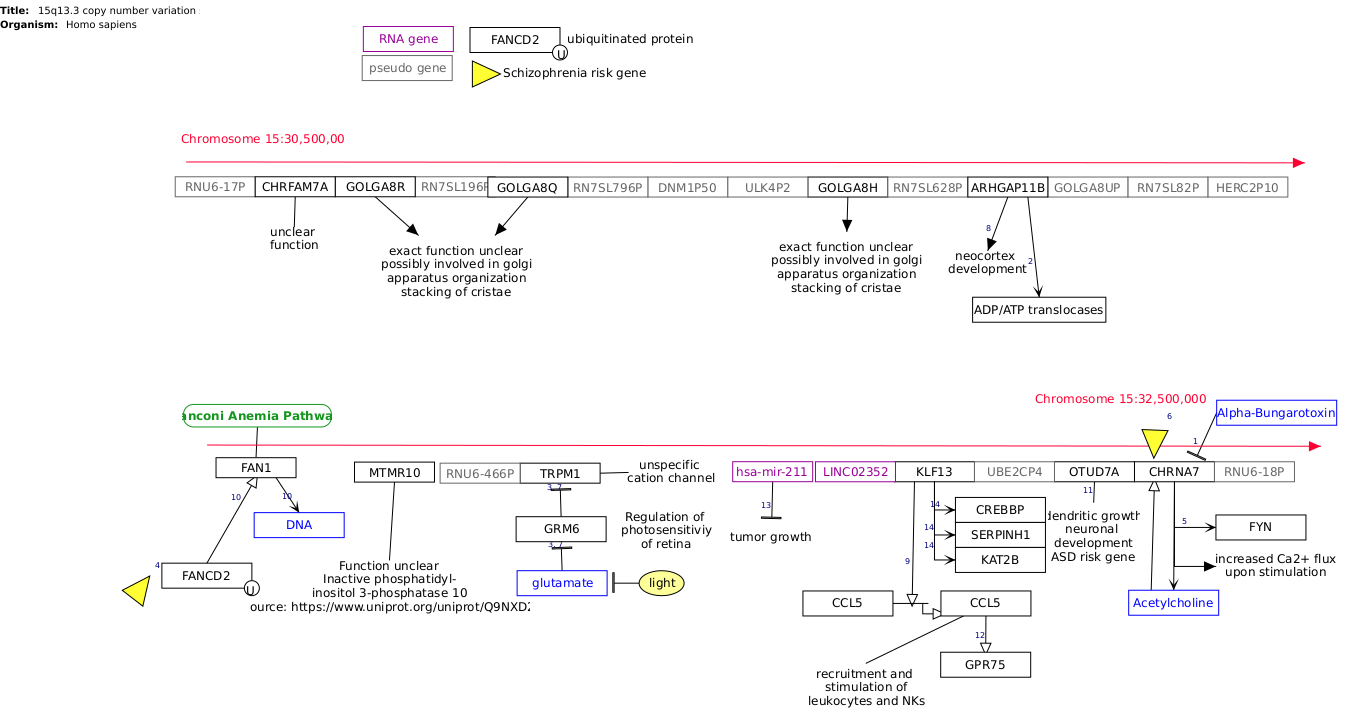 Title: 15q13.3 copy number variation
Organism: Homo sapiens
RNA gene
FANCD2
U
ubiquitinated protein
pseudo gene
Schizophrenia risk gene
Chromosome 15:30,500,00
RNU6-17P
CHRFAM7A
GOLGA8R
RN7SL196P
GOLGA8Q
RN7SL796P
DNM1P50
ULK4P2
GOLGA8H
RN7SL628P
ARHGAP11B
GOLGA8UP
RN7SL82P
HERC2P10
unclear
function
exact function unclear
possibly involved in golgi
apparatus organization
stacking of cristae
exact function unclear
possibly involved in golgi
apparatus organization
stacking of cristae
8
neocortex
development
2
ADP/ATP translocases
Chromosome 15:32,500,000
nconi Anemia Pathwa
6
Alpha-Bungarotoxin
1
FAN1
MTMR10
RNU6-466P
TRPM1
unspecific
cation channel
hsa-mir-211
LINC02352
KLF13
UBE2CP4
OTUD7A
CHRNA7
RNU6-18P
10
10
DNA
4
FANCD2
U
Function unclear
Inactive phosphatidyl-
inositol 3-phosphatase 10
ource: https://www.uniprot.org/uniprot/Q9NXD2
3, 7
GRM6
3, 7
glutamate
light
Regulation of
photosensitiviy
of retina
13
tumor growth
14
CREBBP
14
SERPINH1
14
KAT2B
9
11
dendritic growth
neuronal
development
ASD risk gene
5
FYN
increased Ca2+ flux
upon stimulation
Acetylcholine
CCL5
CCL5
12
GPR75
recruitment and
stimulation of
leukocytes and NKs